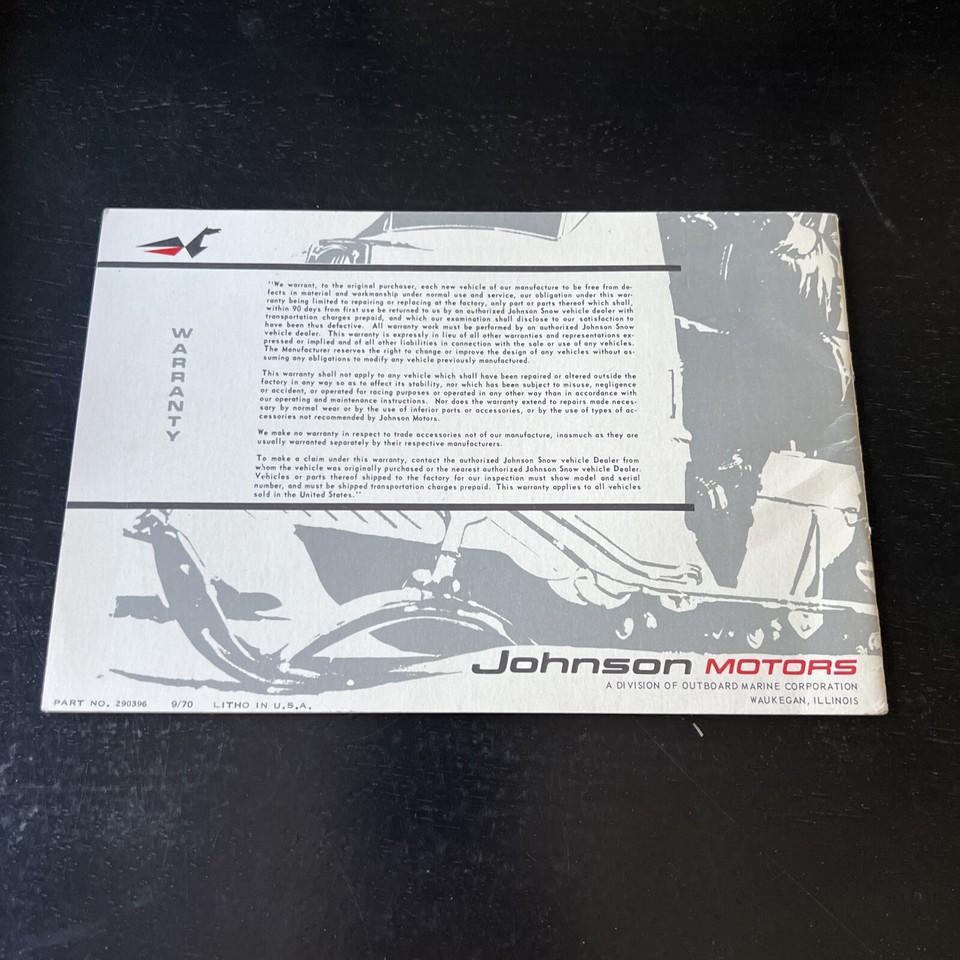 WARRANTY
"We warrant, to the original purchaser, each new vehicle of our manufacture to be free from de-
fects in material and workmanship under normal use and service, our obligation under this war-
ranty being limited to repairing or replacing at the factory, only part or parts thereof which shall,
within 90 days from first use be returned to us by an authorized Johnson Snow vehicle dealer with
transportation charges prepaid, and which our examination shall disclose to our satisfaction to
have been thus defective. All warranty work must be performed by an authorized Johnson Snow
vehicle dealer. This warranty is expressly in lieu of all other warranties and representations ex-
pressed or implied and of all other liabilities in connection with the sale or use of any vehicles.
The Manufacturer reserves the right to change or improve the design of any vehicles without as-
suming any obligations to modify any vehicle previously manufactured.
This warranty shall not apply to any vehicle which shall have been repaired or altered outside the
factory in any way so as to affect its stability, nor which has been subject to misuse, negligence
or accident, or operated for racing purposes or operated in any other way than in accordance with
our operating and maintenance instructions. Nor does the warranty extend to repairs made neces-
sary by normal wear or by the use of inferior parts or accessories, or by the use of types of ac-
cessories not recommended by Johnson Motors.
We make no warranty in respect to trade accessories not of our manufacture, inasmuch as they are
usually warranted separately by their respective manufacturers.
To make a claim under this warranty, contact the authorized Johnson Snow vehicle Dealer from
whom the vehicle was originally purchased or the nearest authorized Johnson Snow vehicle Dealer.
Vehicles or parts thereof shipped to the factory for our inspection must show model and serial
number, and must be shipped transportation charges prepaid. This warranty applies to all vehicles
sold in the United States."
Johnson MOTORS
A DIVISION OF OUTBOARD MARINE CORPORATION
WAUKEGAN, ILLINOIS
PART NO. 290396 9/70 LITHO IN U.S.A.